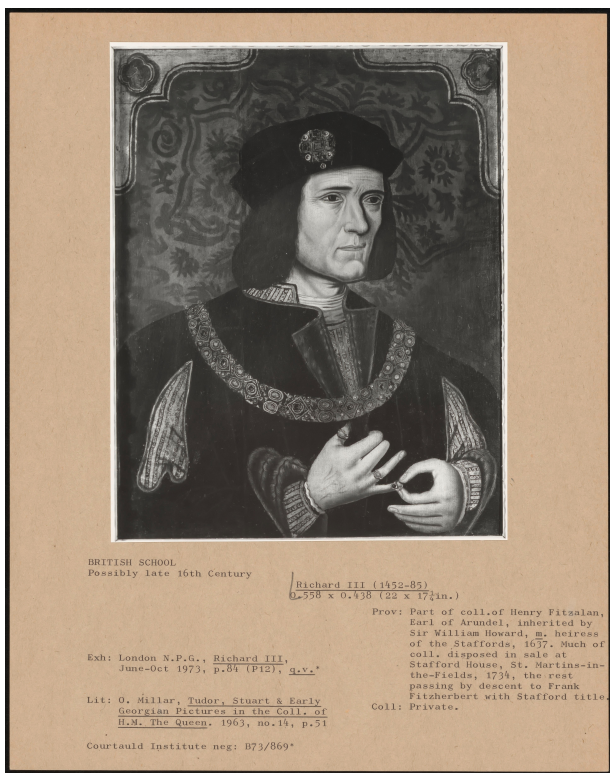 BRITISH SCHOOL
Possibly late 16th Century
Richard III (1452-85)
0.558 x 0.438 (22 x 17¼in.)
Prov: Part of coll.of Henry Fitzalan,
Earl of Arundel, inherited by
Sir William Howard, m. heiress
of the Staffords, 1637. Much of
coll. disposed in sale at
Stafford House, St. Martins-in-
the-Fields, 1734, the rest
passing by descent to Frank
Fitzherbert with Stafford title.
Coll: Private.
Exh: London N.P.G., Richard III,
June-Oct 1973, p.84 (P12), q.v.*
Lit: O. Millar, Tudor, Stuart & Early
Georgian Pictures in the Coll. of
H.M. The Queen. 1963, no.14, p.51
Courtauld Institute neg: B73/869*